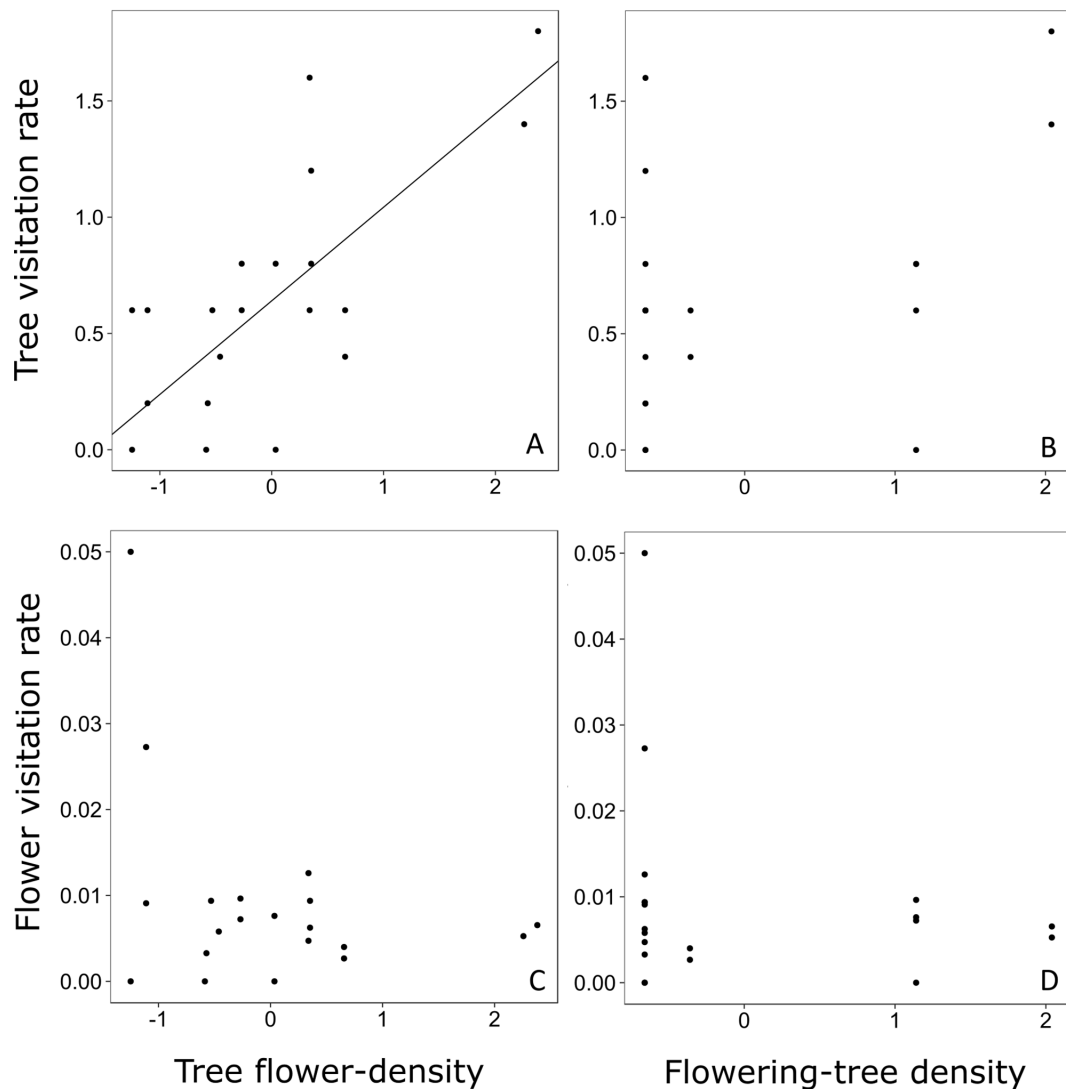 Tree visitation rate
1.5
1.0
0.5
0.0
-1 0 1 2
A
0 1 2
1.5
1.0
0.5
0.0
B
Flower visitation rate
0.05
0.04
0.03
0.02
0.01
0.00
-1 0 1 2
C
Tree flower-density
0.05
0.04
0.03
0.02
0.01
0.00
0 1 2
D
Flowering-tree density